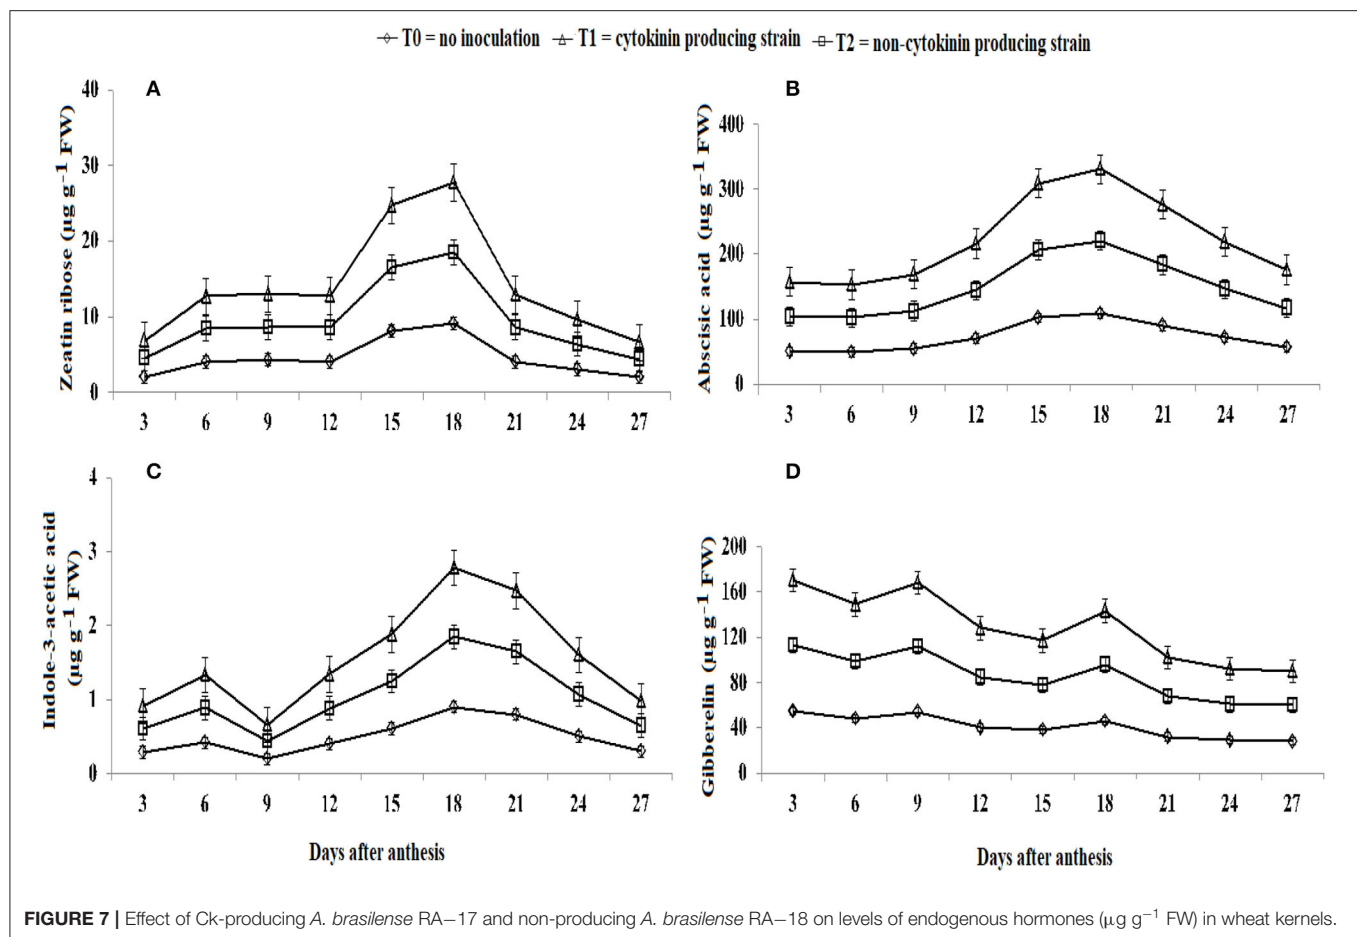 T0 = no inoculation T1 = cytokinin producing strain T2 = non-cytokinin producing strain
A
Zeatin ribose (µg g⁻¹ FW)
40
30
20
10
0
3 6 9 12 15 18 21 24 27
B
Abscisic acid (µg g⁻¹ FW)
400
300
200
100
0
3 6 9 12 15 18 21 24 27
C
Indole-3-acetic acid
(µg g⁻¹ FW)
4
3
2
1
0
3 6 9 12 15 18 21 24 27
Days after anthesis
D
Gibberelin (µg g⁻¹ FW)
200
160
120
80
40
0
3 6 9 12 15 18 21 24 27
Days after anthesis
FIGURE 7 | Effect of Ck-producing A. brasilense RA−17 and non-producing A. brasilense RA−18 on levels of endogenous hormones (µg g⁻¹ FW) in wheat kernels.